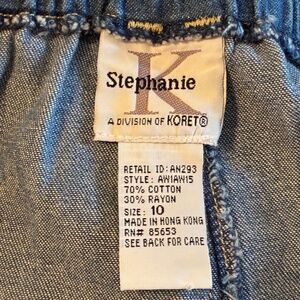 K
Stephanie
A DIVISION OF KORET®
RETAIL ID: AN293
STYLE: AW1AW15
70% COTTON
30% RAYON
SIZE: 10
MADE IN HONG KONG
RN# 85653
SEE BACK FOR CARE